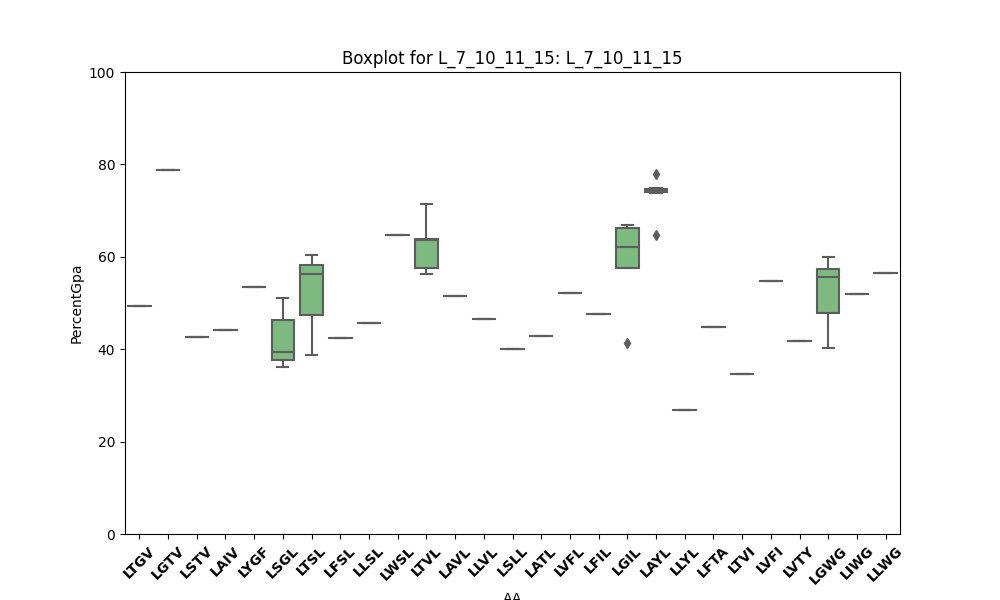 Boxplot for L_7_10_11_15: L_7_10_11_15
PercentGpa
100
80
60
40
20
0
LTGV LGTV LSTV LAIV LYGF LSGL LTSL LFSL LLSL LWSL LTVL LAVL LLVL LSLL LATL LVFL LFIL LGIL LAYL LLYL LFTA LTVI LVFI LVTY LGWG LIWG LLWG
AA